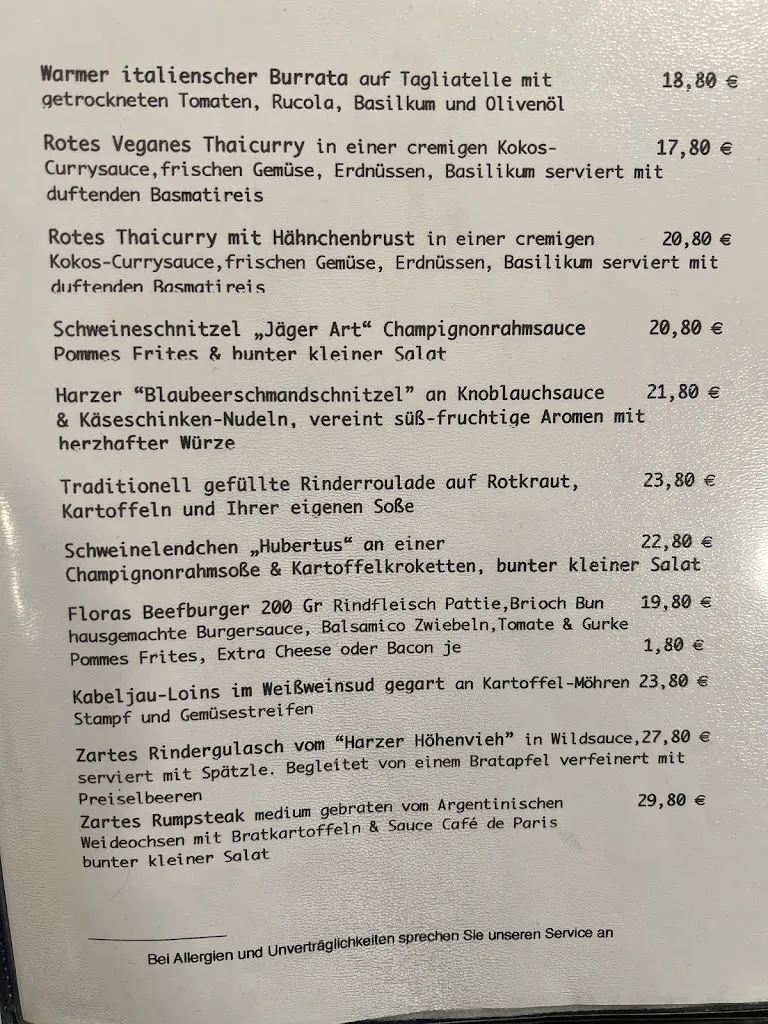 Warmer italienscher Burrata auf Tagliatelle mit 18,80 €
getrockneten Tomaten, Rucola, Basilkum und Olivenöl
Rotes Veganes Thaicurry in einer cremigen Kokos- 17,80 €
Currysauce,frischen Gemüse, Erdnüssen, Basilikum serviert mit
duftenden Basmatireis
Rotes Thaicurry mit Hähnchenbrust in einer cremigen 20,80 €
Kokos-Currysauce,frischen Gemüse, Erdnüssen, Basilikum serviert mit
duftenden Basmatireis
Schweineschnitzel „Jäger Art“ Champignonrahmsauce 20,80 €
Pommes Frites & bunter kleiner Salat
Harzer “Blaubeerschmandschnitzel” an Knoblauchsauce 21,80 €
& Käseschinken-Nudeln, vereint süß-fruchtige Aromen mit
herzhafter Würze
Traditionell gefüllte Rinderroulade auf Rotkraut, 23,80 €
Kartoffeln und Ihrer eigenen Soße
Schweinelendchen „Hubertus“ an einer 22,80 €
Champignonrahmsoße & Kartoffelkroketten, bunter kleiner Salat
Floras Beefburger 200 Gr Rindfleisch Pattie,Brioch Bun 19,80 €
hausgemachte Burgersauce, Balsamico Zwiebeln,Tomate & Gurke
Pommes Frites, Extra Cheese oder Bacon je 1,80 €
Kabeljau-Loins im Weißweinsud gegart an Kartoffel-Möhren 23,80 €
Stampf und Gemüsestreifen
Zartes Rindergulasch vom “Harzer Höhenvieh” in Wildsauce,27,80 €
serviert mit Spätzle. Begleitet von einem Bratapfel verfeinert mit
Preiselbeeren
Zartes Rumpsteak medium gebraten vom Argentinischen 29,80 €
Weideochsen mit Bratkartoffeln & Sauce Café de Paris
bunter kleiner Salat
Bei Allergien und Unverträglichkeiten sprechen Sie unseren Service an